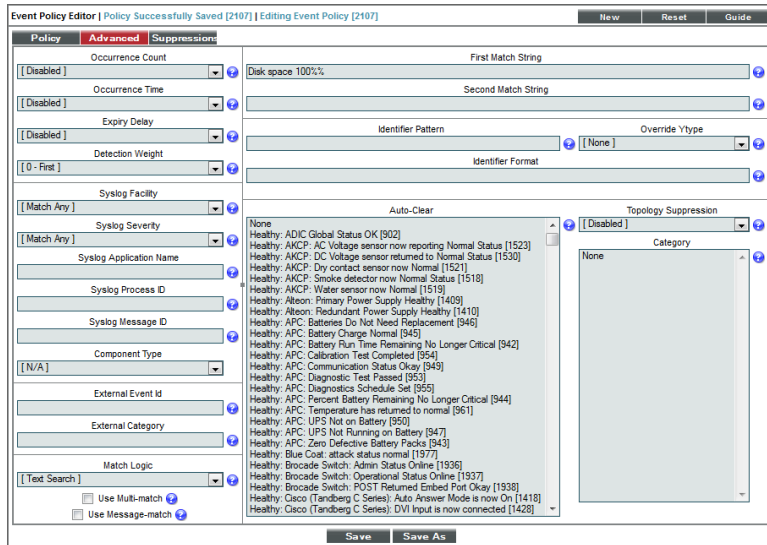 Event Policy Editor | Policy Successfully Saved [2107] | Editing Event Policy [2107]
New
Reset
Guide
Policy
Advanced
Suppressions
Occurrence Count
[ Disabled ]
Occurrence Time
[ Disabled ]
Expiry Delay
[ Disabled ]
Detection Weight
[ 0 - First ]
Syslog Facility
[ Match Any ]
Syslog Severity
[ Match Any ]
Syslog Application Name
Syslog Process ID
Syslog Message ID
Component Type
[ N/A ]
External Event Id
External Category
Match Logic
[ Text Search ]
Use Multi-match
Use Message-match
First Match String
Disk space 100%%
Second Match String
Identifier Pattern
Override Ytype
[ None ]
Identifier Format
Auto-Clear
None
Healthy: ADIC Global Status OK [902]
Healthy: AKCP: AC Voltage sensor now reporting Normal Status [1523]
Healthy: AKCP: DC Voltage sensor returned to Normal Status [1530]
Healthy: AKCP: Dry contact sensor now Normal [1521]
Healthy: AKCP: Smoke detector now Normal Status [1518]
Healthy: AKCP: Water sensor now Normal [1519]
Healthy: Alteon: Primary Power Supply Healthy [1409]
Healthy: Alteon: Redundant Power Supply Healthy [1410]
Healthy: APC: Batteries Do Not Need Replacement [946]
Healthy: APC: Battery Charge Normal [945]
Healthy: APC: Battery Run Time Remaining No Longer Critical [942]
Healthy: APC: Calibration Test Completed [954]
Healthy: APC: Communication Status Okay [949]
Healthy: APC: Diagnostic Test Passed [953]
Healthy: APC: Diagnostics Schedule Set [955]
Healthy: APC: Percent Battery Remaining No Longer Critical [944]
Healthy: APC: Temperature has returned to normal [961]
Healthy: APC: UPS Not on Battery [950]
Healthy: APC: UPS Not Running on Battery [947]
Healthy: APC: Zero Defective Battery Packs [943]
Healthy: Blue Coat: attack status normal [1977]
Healthy: Brocade Switch: Admin Status Online [1936]
Healthy: Brocade Switch: Operational Status Online [1937]
Healthy: Brocade Switch: POST Returned Embed Port Okay [1938]
Healthy: Cisco (Tandberg C Series): Auto Answer Mode is now On [1418]
Healthy: Cisco (Tandberg C Series): DVI Input is now connected [1428]
Topology Suppression
[ Disabled ]
Category
None
Save
Save As